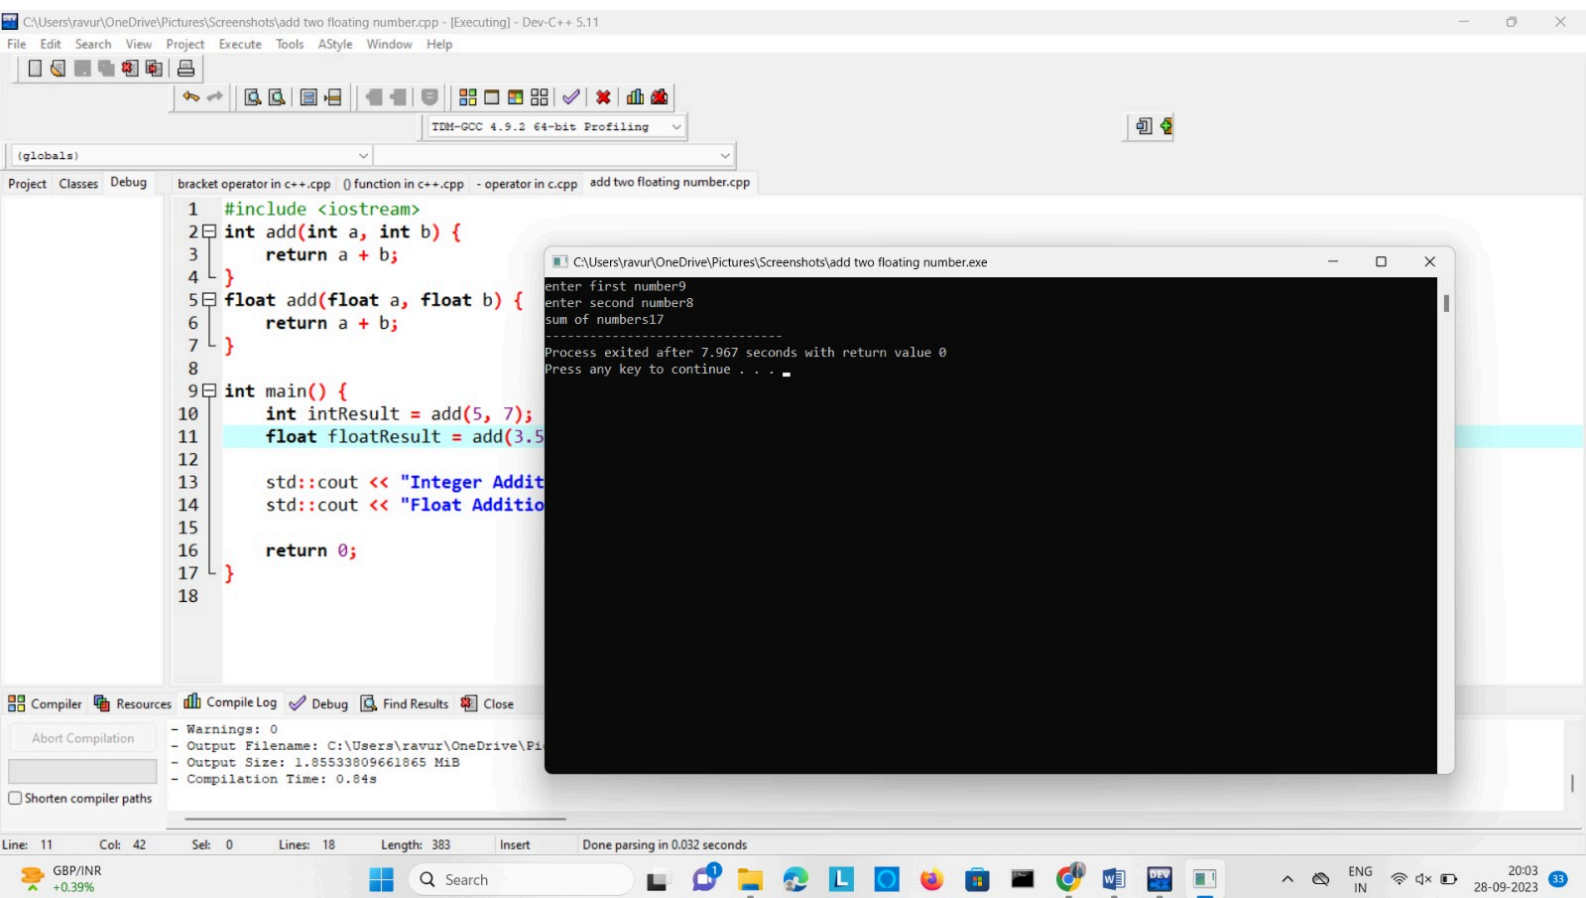 C:\Users\ravur\OneDrive\Pictures\Screenshots\add two floating number.cpp - [Executing] - Dev-C++ 5.11
File Edit Search View Project Execute Tools AStyle Window Help
TDM-GCC 4.9.2 64-bit Profiling
(globals)
Project Classes Debug
bracket operator in c++.cpp () function in c++.cpp - operator in c.cpp add two floating number.cpp
1 #include <iostream>
2 int add(int a, int b) {
3 return a + b;
4 }
5 float add(float a, float b) {
6 return a + b;
7 }
8
9 int main() {
10 int intResult = add(5, 7);
11 float floatResult = add(3.5
12
13 std::cout << "Integer Addit
14 std::cout << "Float Additio
15
16 return 0;
17 }
18
C:\Users\ravur\OneDrive\Pictures\Screenshots\add two floating number.exe
enter first number9
enter second number8
sum of numbers17
--------------------------------
Process exited after 7.967 seconds with return value 0
Press any key to continue . . .
Compiler Resources Compile Log Debug Find Results Close
Abort Compilation
Shorten compiler paths
- Warnings: 0
- Output Filename: C:\Users\ravur\OneDrive\Pi
- Output Size: 1.85533809661865 MiB
- Compilation Time: 0.84s
Line: 11 Col: 42 Sel: 0 Lines: 18 Length: 383 Insert Done parsing in 0.032 seconds
GBP/INR
+0.39%
Search
1
L
DEV
ENG
IN
20:03
28-09-2023
33